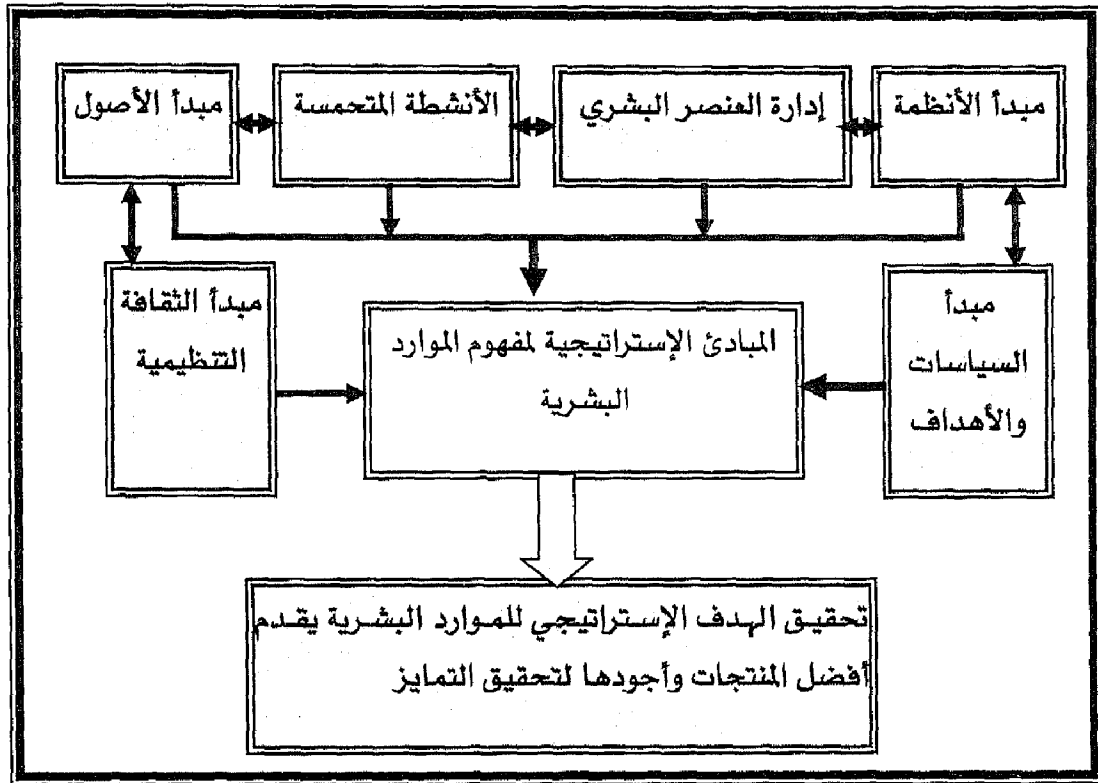 مبدأ الأنظمة
إدارة العنصر البشري
الأنشطة المتحمسة
مبدأ الأصول
مبدأ
السياسات
والأهداف
المبادئ الإستراتيجية لمفهوم الموارد
البشرية
مبدأ الثقافة
التنظيمية
تحقيق الهدف الإستراتيجي للموارد البشرية يقدم
أفضل المنتجات وأجودها لتحقيق التمايز